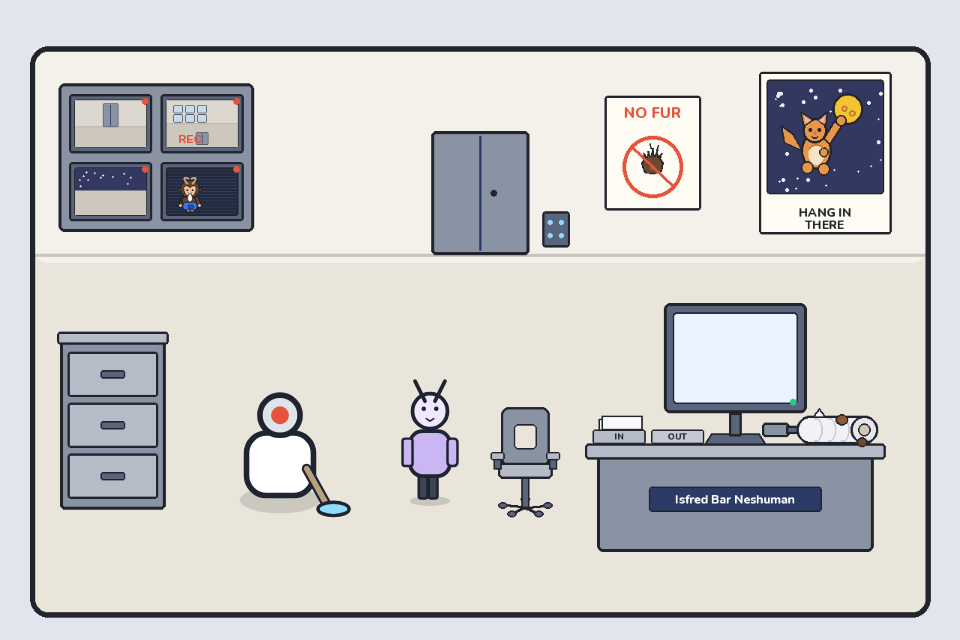 REC
NO FUR
HANG IN
THERE
IN
OUT
Isfred Bar Neshuman